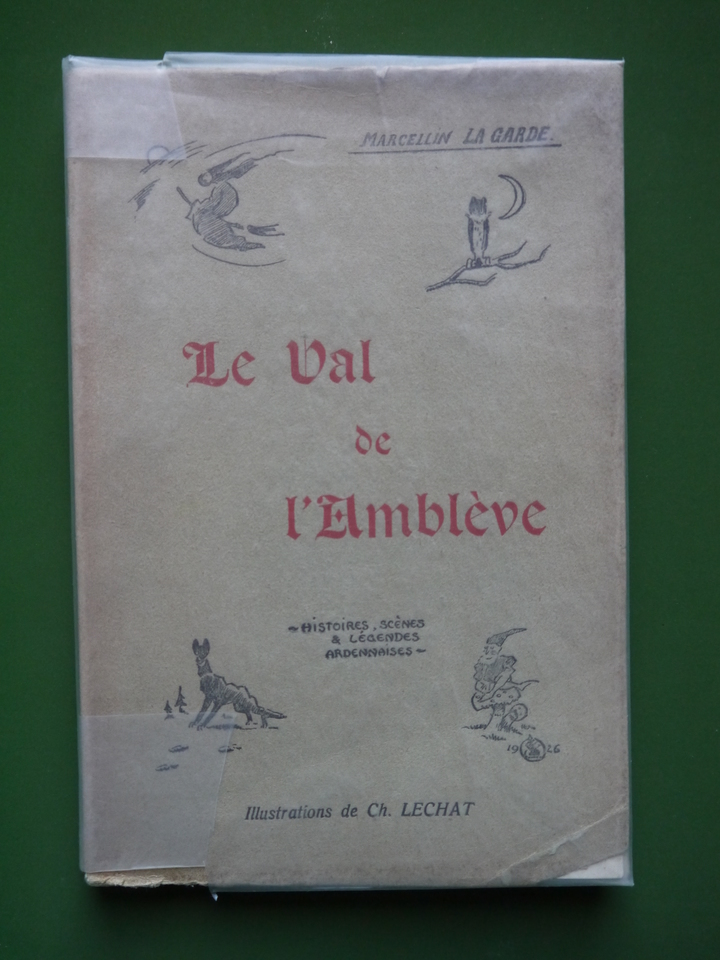 MARCELLIN LA GARDE.
Le Val
de
l'Amblève
~HISTOIRES, SCÈNES
& LÉGENDES
ARDENNAISES~
1926
Illustrations de Ch. LECHAT